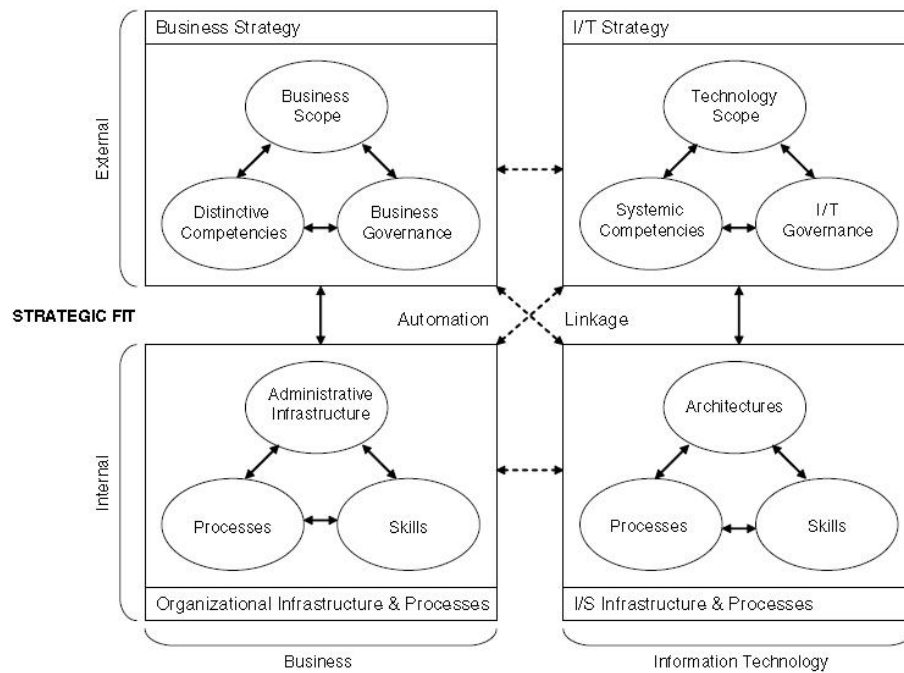 Business Strategy
I/T Strategy
External
Business
Scope
Technology
Scope
Distinctive
Competencies
Business
Governance
Systemic
Competencies
I/T
Governance
STRATEGIC FIT
Automation
Linkage
Internal
Administrative
Infrastructure
Architectures
Processes
Skills
Processes
Skills
Organizational Infrastructure & Processes
I/S Infrastructure & Processes
Business
Information Technology